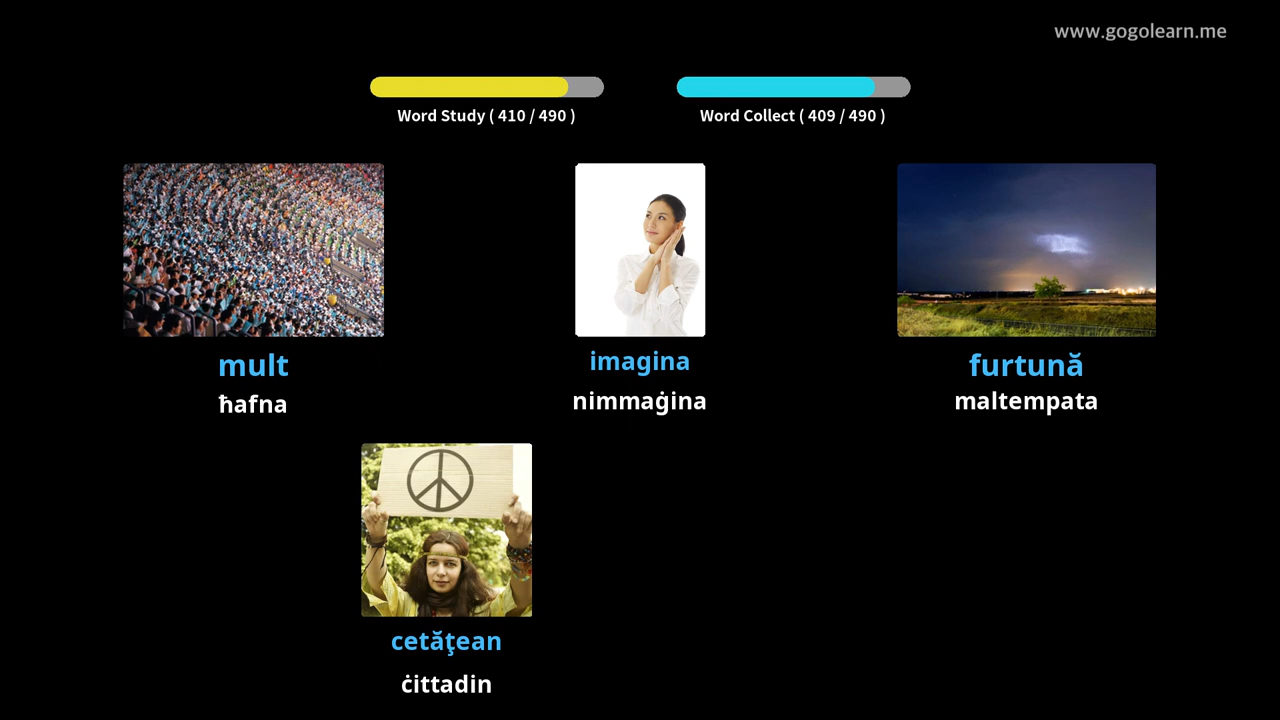 www.gogolearn.me
Word Study ( 410 / 490 )
Word Collect ( 409 / 490 )
mult
ħafna
imagina
nimmaġina
furtună
maltempata
cetăţean
ċittadin